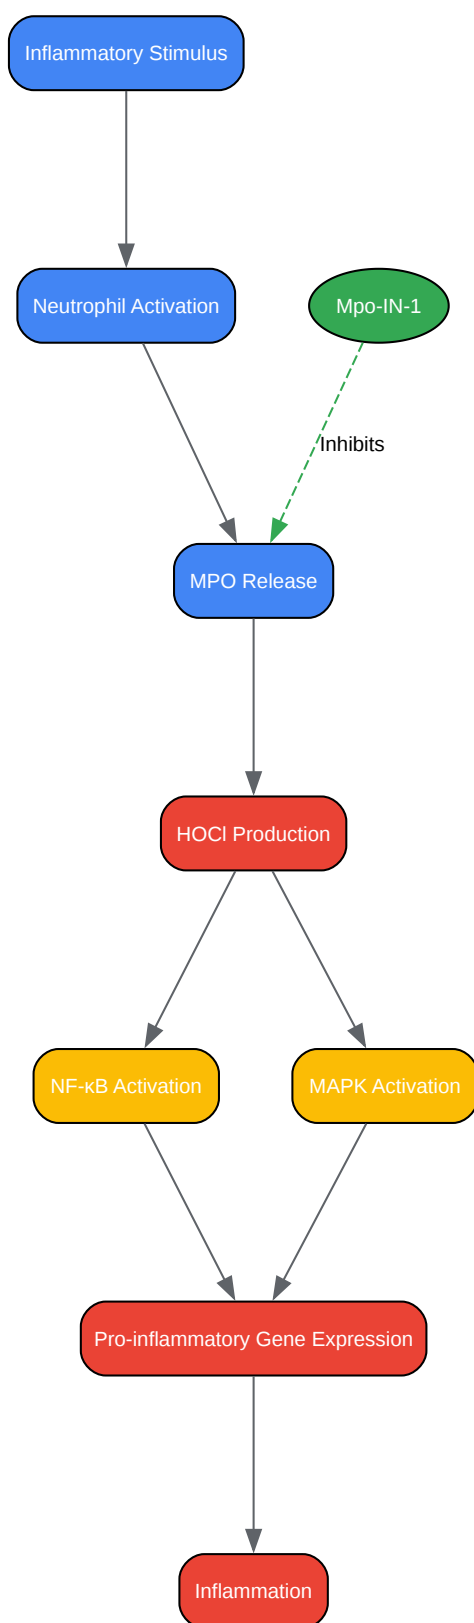 Inflammatory Stimulus
Neutrophil Activation
Mpo-IN-1
Inhibits
MPO Release
HOCl Production
NF-κB Activation
MAPK Activation
Pro-inflammatory Gene Expression
Inflammation